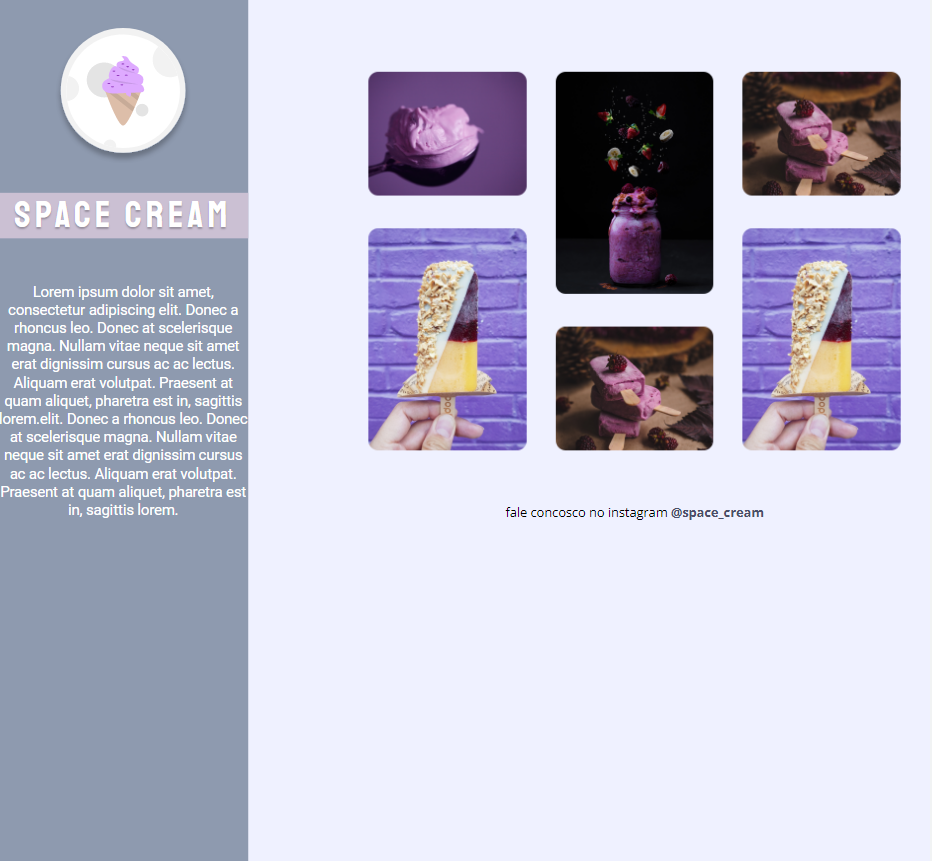 SPACE CREAM
Lorem ipsum dolor sit amet,
consectetur adipiscing elit. Donec a
rhoncus leo. Donec at scelerisque
magna. Nullam vitae neque sit amet
erat dignissim cursus ac ac lectus.
Aliquam erat volutpat. Praesent at
quam aliquet, pharetra est in, sagittis
lorem.elit. Donec a rhoncus leo. Donec
at scelerisque magna. Nullam vitae
neque sit amet erat dignissim cursus
ac ac lectus. Aliquam erat volutpat.
Praesent at quam aliquet, pharetra est
in, sagittis lorem.
fale concosco no instagram @space_cream